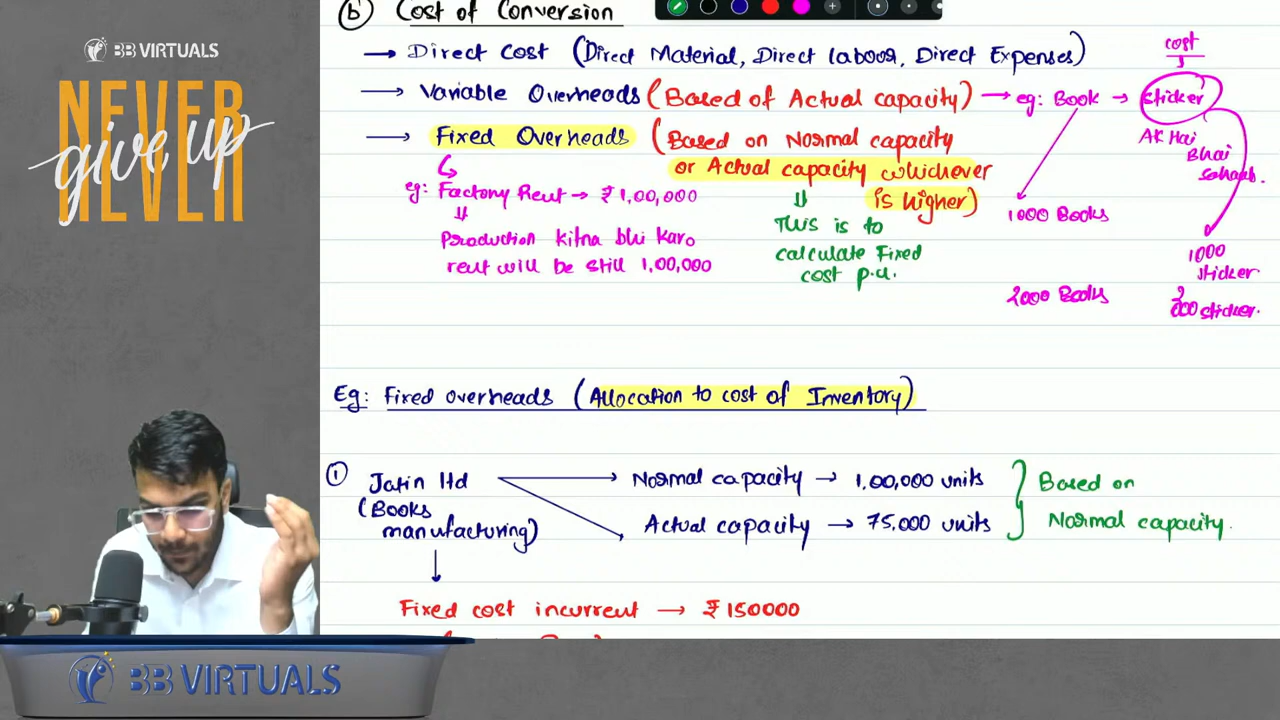 BB VIRTUALS
NEVER
give up
NEVER
(b) Cost of Conversion
→ Direct Cost (Direct Material, Direct labour, Direct Expenses)
→ Variable Overheads (Based of Actual capacity) → eg: Book → sticker
cost
AK Hai
Bhai
Sahaab.
1000 Books
1000
sticker
2000 Books
2000 sticker.
→ Fixed Overheads (Based on Normal capacity
or Actual capacity whichever
is higher)
eg: Factory Rent → ₹1,00,000
⇓
Production kitna bhi karo
rent will be still 1,00,000
⇓
This is to
calculate Fixed
cost p.u.
Eg: Fixed overheads (Allocation to cost of Inventory)
① Jatin ltd → Normal capacity → 1,00,000 units
(Books
manufacturing)
Actual capacity → 75,000 units
Based on
Normal capacity.
Fixed cost incurrent → ₹150000
BB VIRTUALS